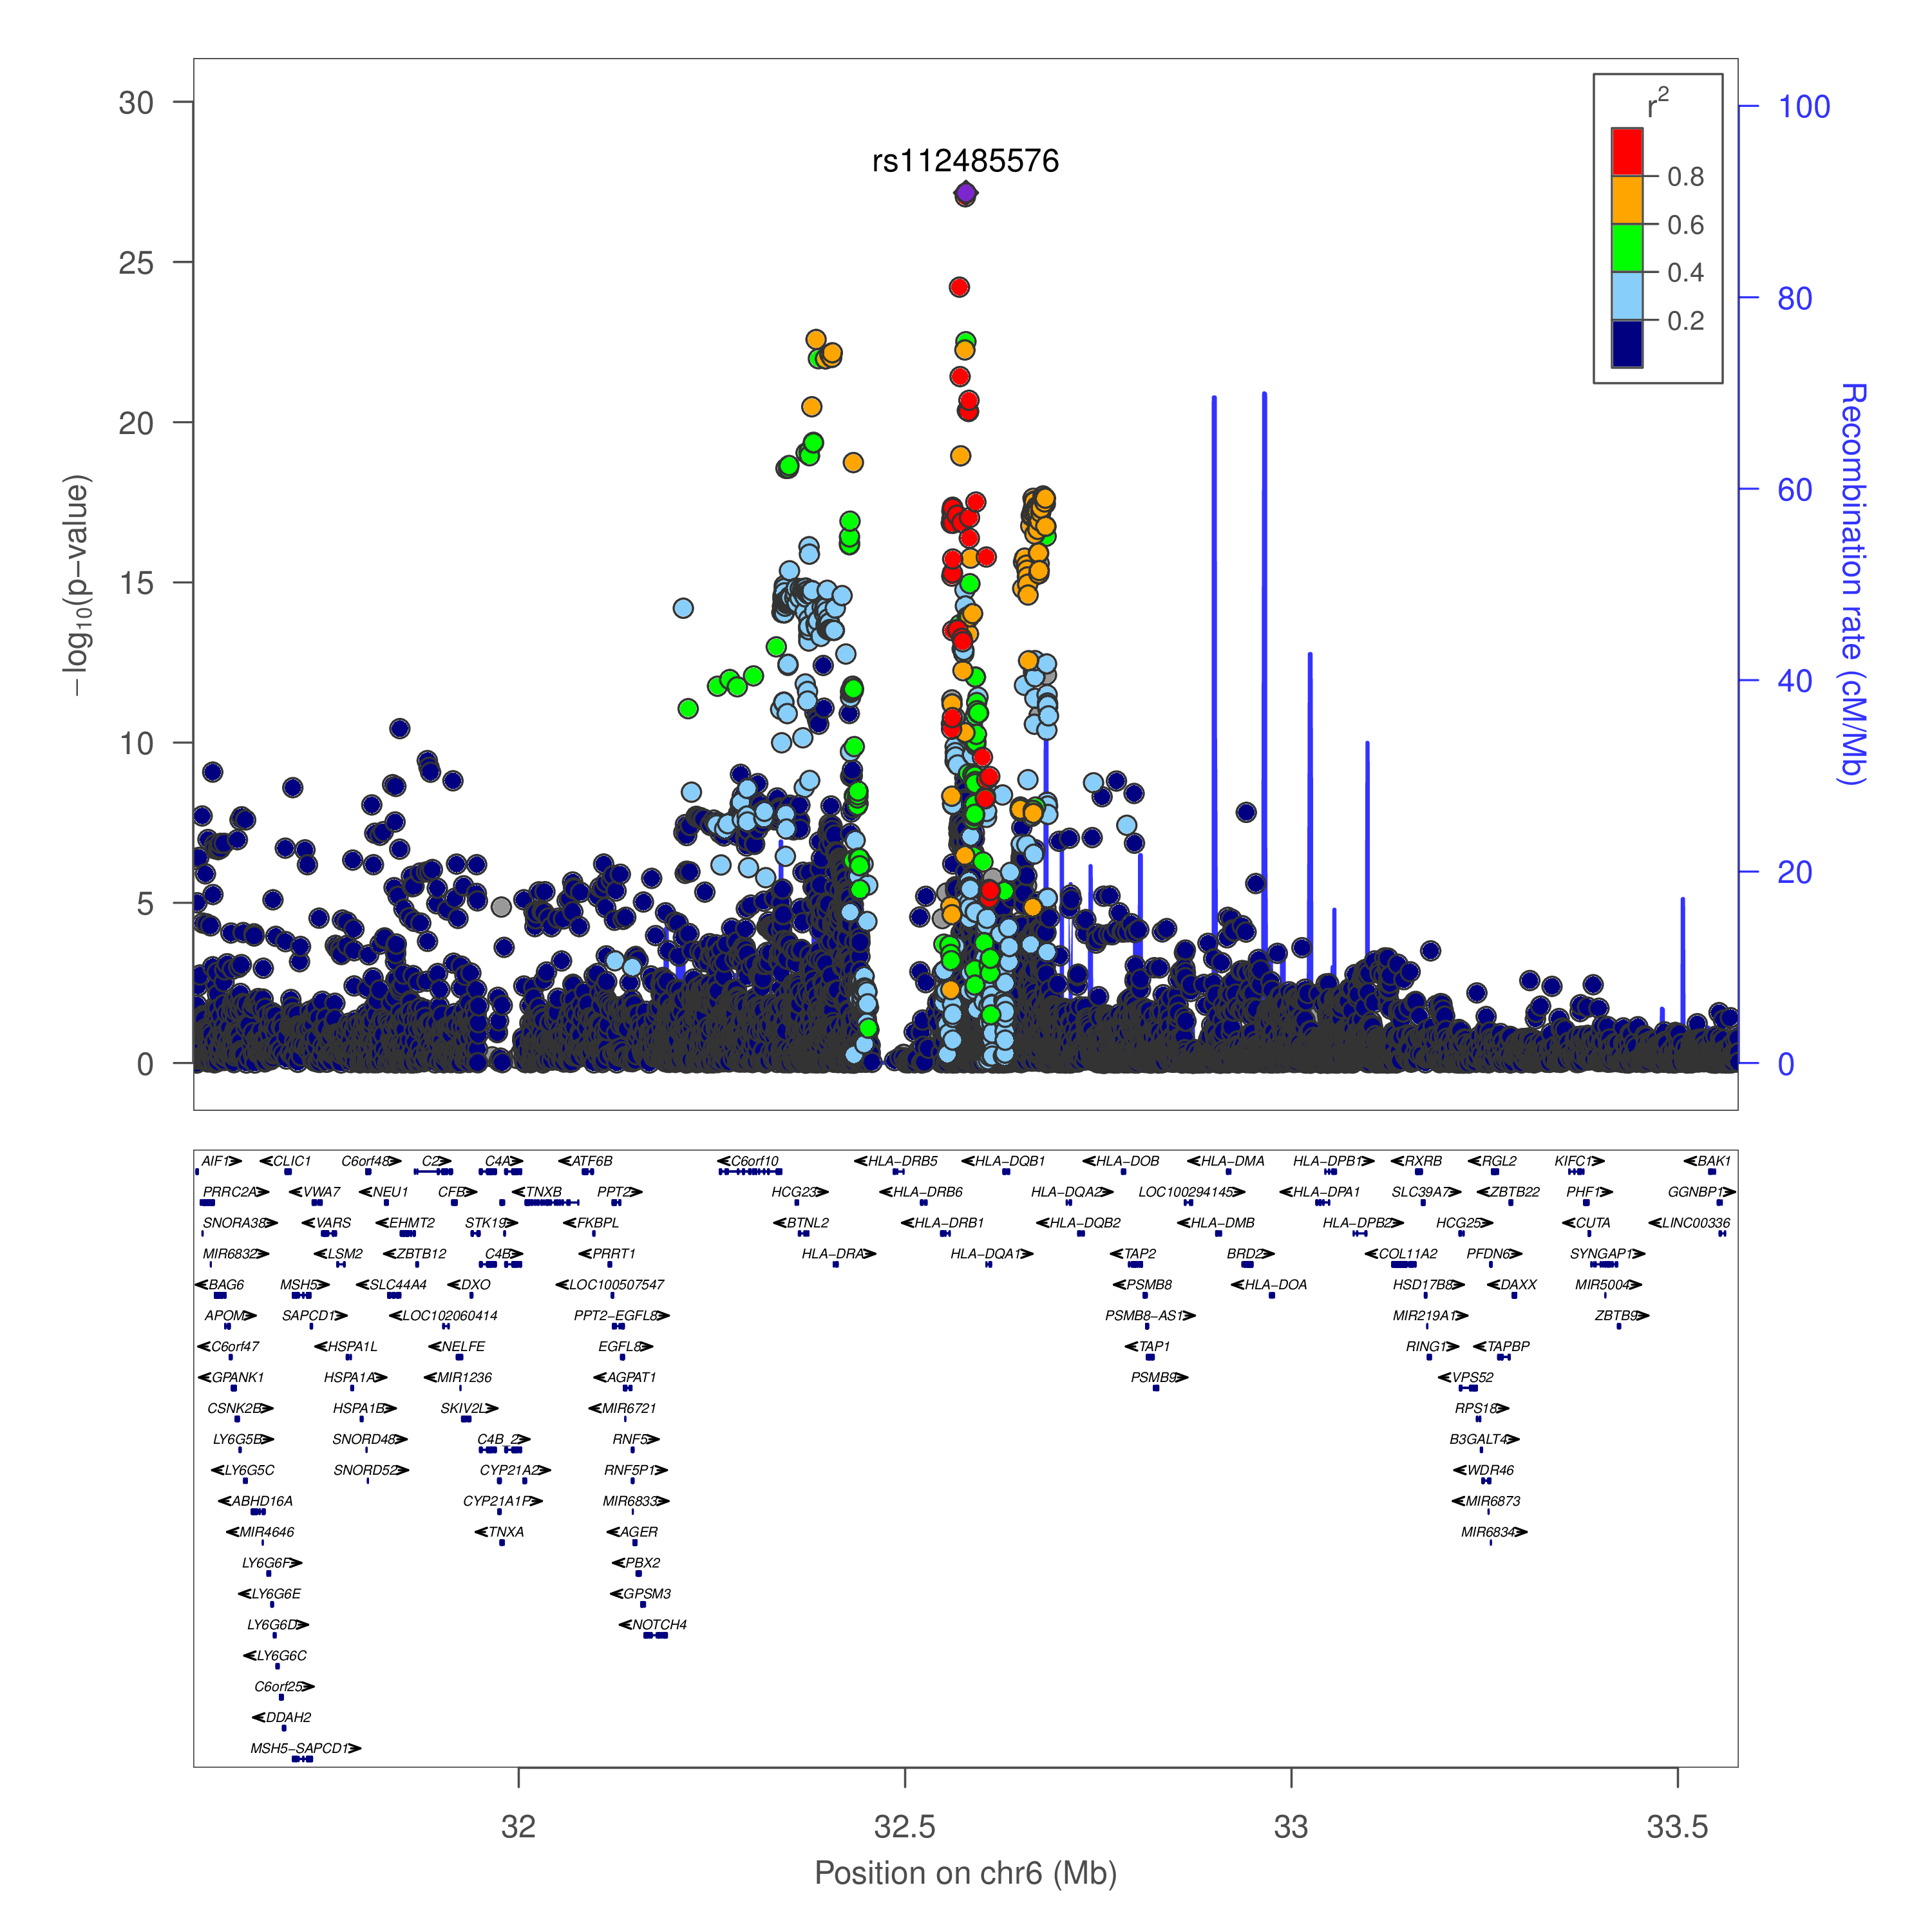 rs112485576
r2
0.8
0.6
0.4
0.2
30
25
20
15
10
5
0
−log10(p−value)
100
80
60
40
20
0
Recombination rate (cM/Mb)
AIF1 CLIC1 C6orf48 C2 C4A ATF6B C6orf10 HLA−DRB5 HLA−DQB1 HLA−DOB HLA−DMA HLA−DPB1 RXRB RGL2 KIFC1 BAK1
PRRC2A VWA7 NEU1 CFB TNXB PPT2 HCG23 HLA−DRB6 HLA−DQA2 LOC100294145 HLA−DPA1 SLC39A7 ZBTB22 PHF1 GGNBP1
SNORA38 VARS EHMT2 STK19 FKBPL BTNL2 HLA−DRB1 HLA−DQB2 HLA−DMB HLA−DPB2 HCG25 CUTA LINC00336
MIR6832 LSM2 ZBTB12 C4B PRRT1 HLA−DRA HLA−DQA1 TAP2 BRD2 COL11A2 PFDN6 SYNGAP1
BAG6 MSH5 SLC44A4 DXO LOC100507547 PSMB8 HLA−DOA HSD17B8 DAXX MIR5004
APOM SAPCD1 LOC102060414 PPT2−EGFL8 PSMB8−AS1 MIR219A1 ZBTB9
C6orf47 HSPA1L NELFE EGFL8 TAP1 RING1 TAPBP
GPANK1 HSPA1A MIR1236 AGPAT1 PSMB9 VPS52
CSNK2B HSPA1B SKIV2L MIR6721 RPS18
LY6G5B SNORD48 C4B_2 RNF5 B3GALT4
LY6G5C SNORD52 CYP21A2 RNF5P1 WDR46
ABHD16A CYP21A1P MIR6833 MIR6873
MIR4646 TNXA AGER MIR6834
LY6G6F PBX2
LY6G6E GPSM3
LY6G6D NOTCH4
LY6G6C
C6orf25
DDAH2
MSH5−SAPCD1
32 32.5 33 33.5
Position on chr6 (Mb)